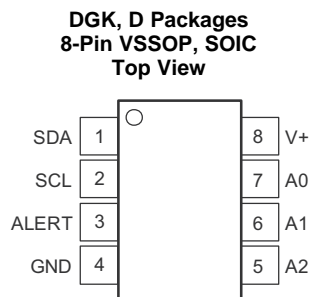 DGK, D Packages
8-Pin VSSOP, SOIC
Top View
SDA 1 8 V+
SCL 2 7 A0
ALERT 3 6 A1
GND 4 5 A2